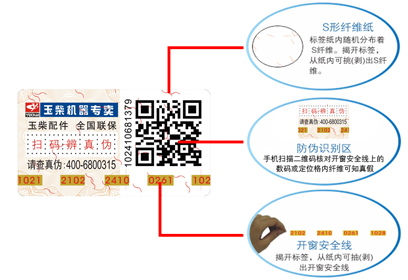 玉柴机器专卖
玉柴配件 全国联保
扫码辨真伪
请查真伪:400-6800315
1021 2102 2410 0261 102
102410681379
S形纤维纸
标签纸内随机分布着
S纤维。揭开标签,
从纸内可挑(剥)出S纤
维。
扫码辨真伪
请查真伪:400-6800315
防伪识别区
手机扫描二维码核对开窗安全线上的
数码或定位格内纤维可知真假
2102 2410 0261 1028
开窗安全线
揭开标签,从纸内可抽(剥)
出开窗安全线